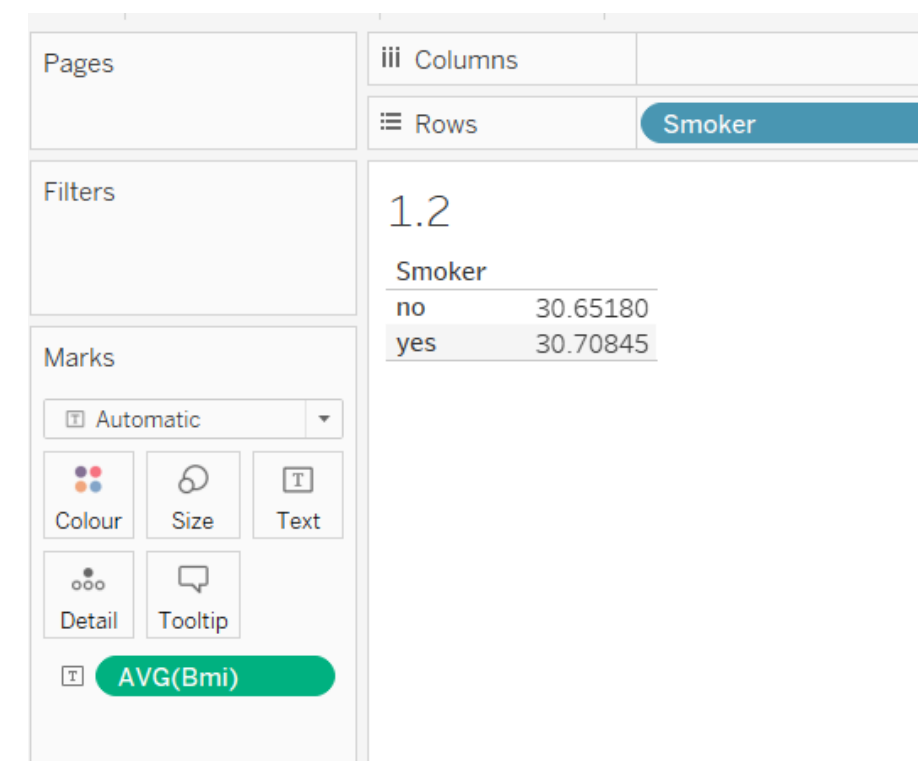 Pages
Columns
Rows
Smoker
Filters
1.2
Smoker
no 30.65180
yes 30.70845
Marks
T Automatic
Colour
Size
T
Text
Detail
Tooltip
T AVG(Bmi)